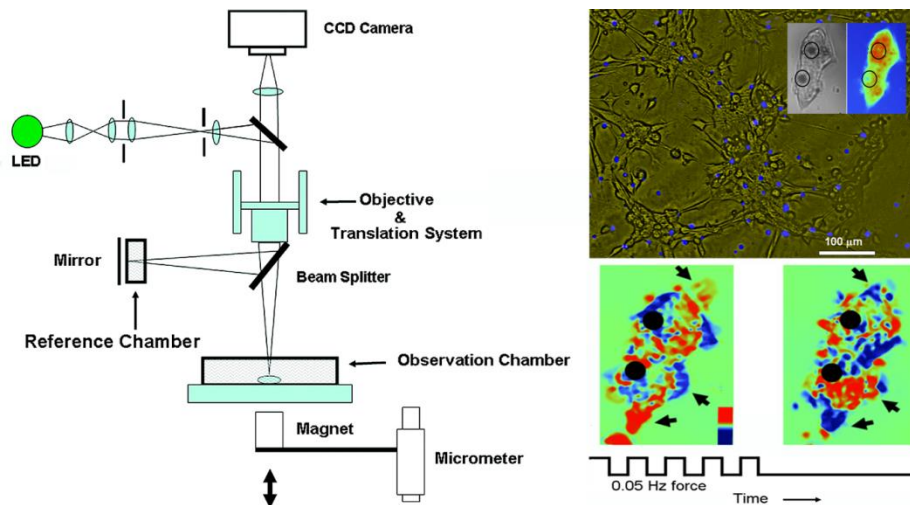 CCD Camera
LED
Objective
&
Translation System
Mirror
Beam Splitter
Reference Chamber
Observation Chamber
Magnet
Micrometer
100 µm
0.05 Hz force
Time